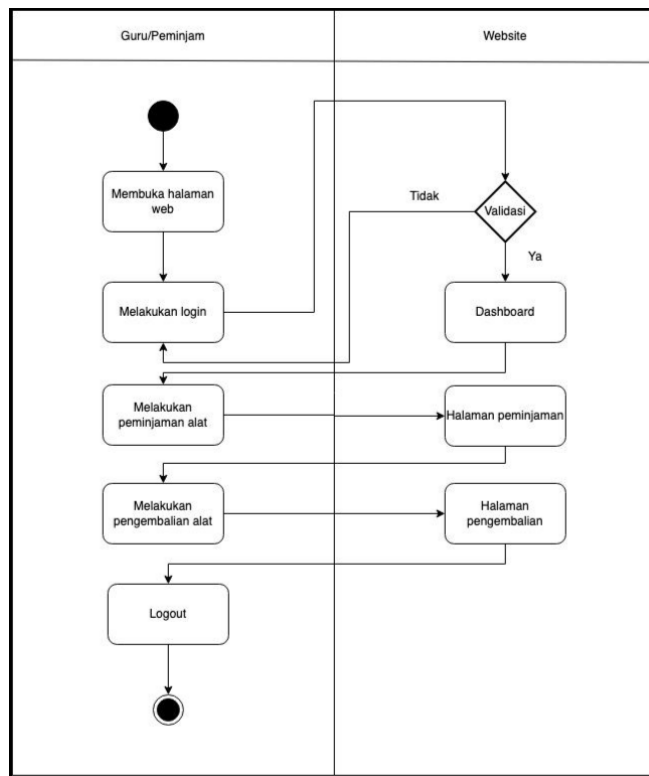 Guru/Peminjam
Website
Membuka halaman
web
Tidak
Validasi
Ya
Melakukan login
Dashboard
Melakukan
peminjaman alat
Halaman peminjaman
Melakukan
pengembalian alat
Halaman
pengembalian
Logout